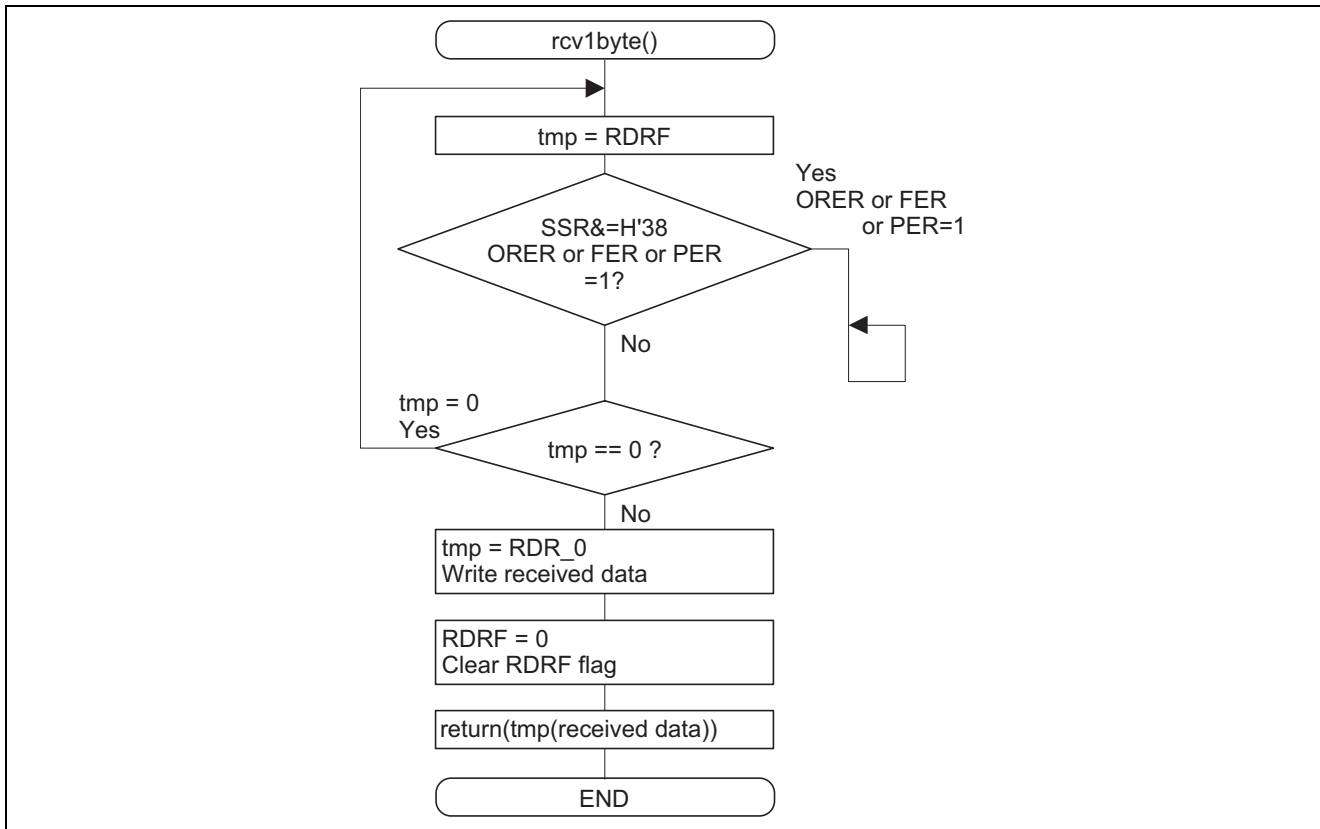 rcv1byte()
tmp = RDRF
Yes
ORER or FER
or PER=1
SSR&=H'38
ORER or FER or PER
=1?
No
tmp = 0
Yes
tmp == 0 ?
No
tmp = RDR_0
Write received data
RDRF = 0
Clear RDRF flag
return(tmp(received data))
END